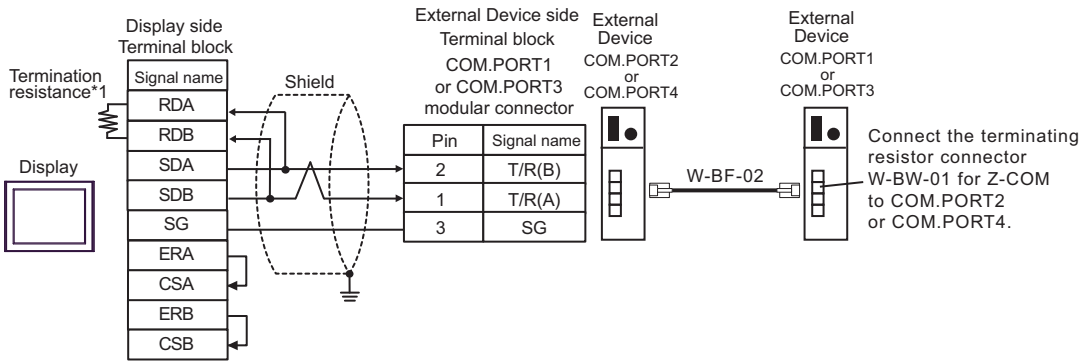 Display side
Terminal block
Termination
resistance*1
Display
Signal name
RDA
RDB
SDA
SDB
SG
ERA
CSA
ERB
CSB
Shield
External Device side
Terminal block
COM.PORT1
or COM.PORT3
modular connector
Pin Signal name
2 T/R(B)
1 T/R(A)
3 SG
External
Device
COM.PORT2
or
COM.PORT4
W-BF-02
External
Device
COM.PORT1
or
COM.PORT3
Connect the terminating
resistor connector
W-BW-01 for Z-COM
to COM.PORT2
or COM.PORT4.